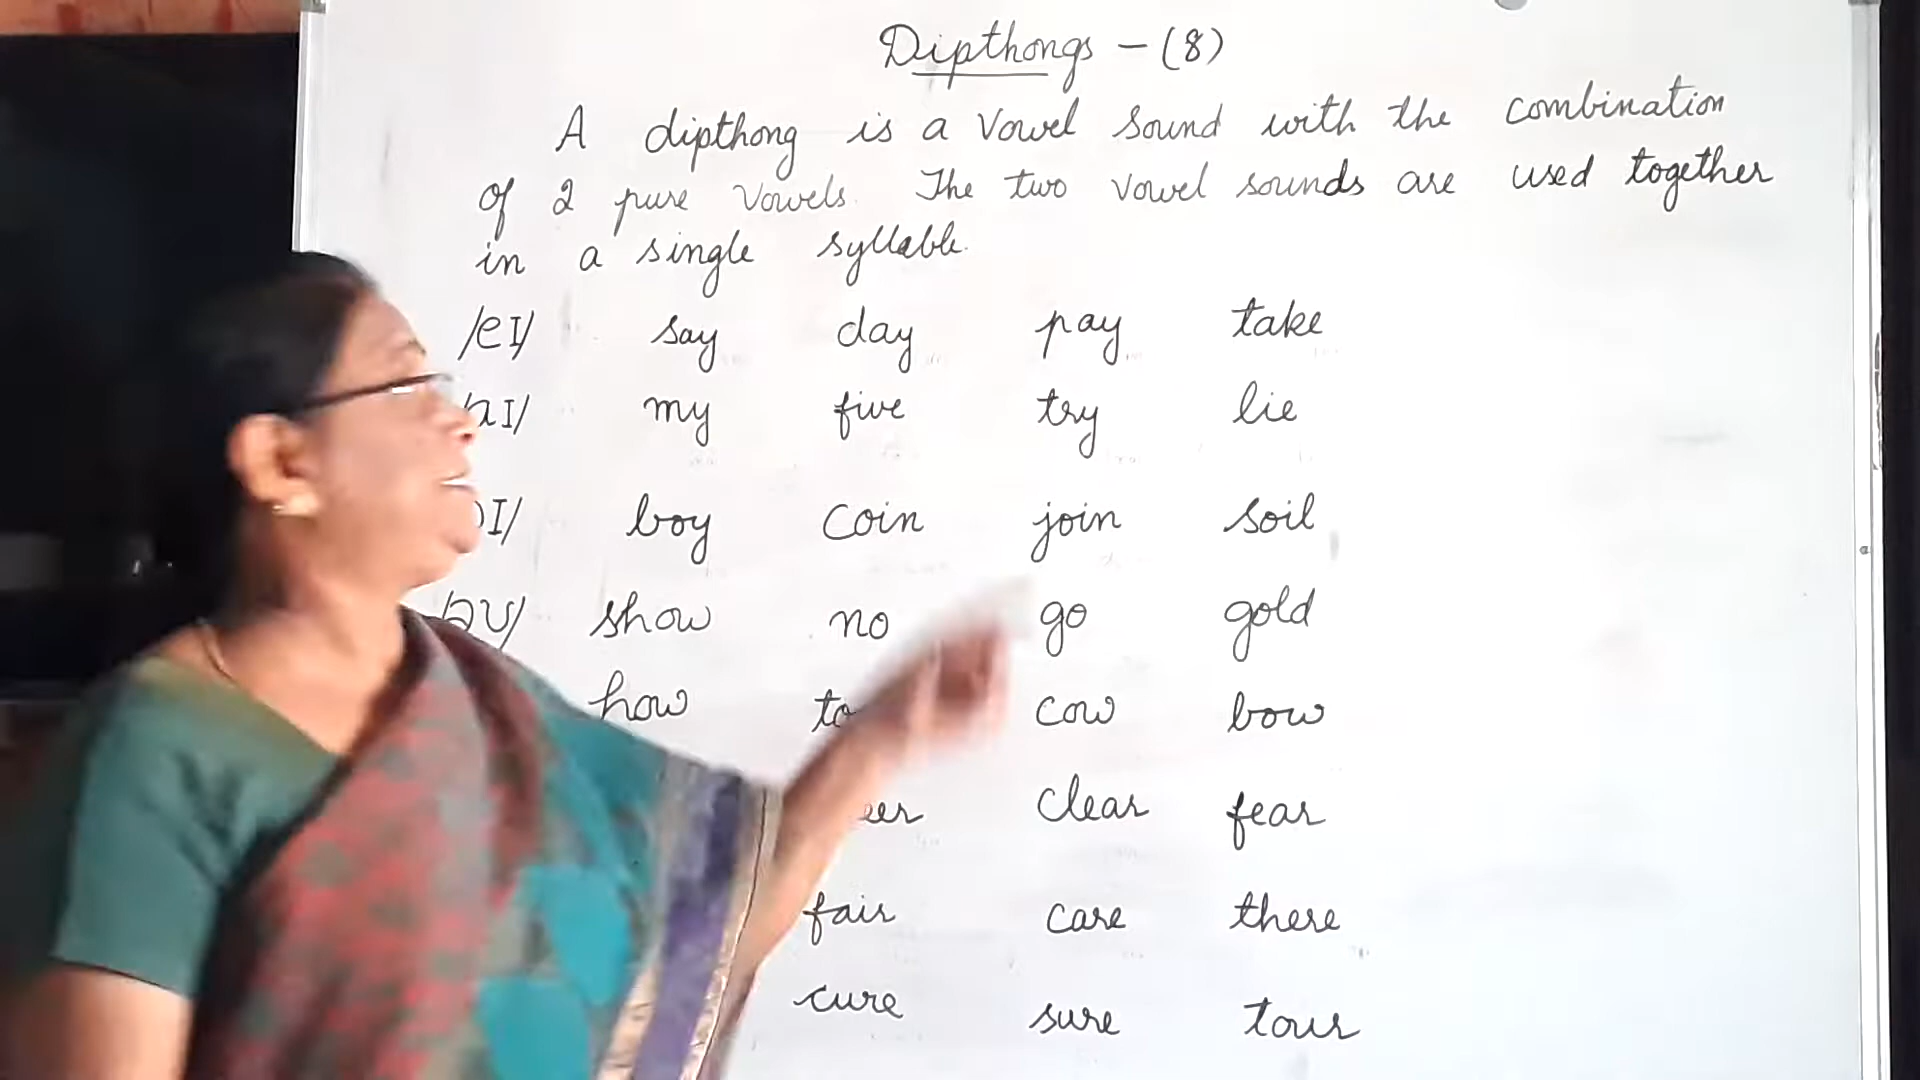 Dipthongs - (8)
A dipthong is a vowel sound with the combination
of 2 pure vowels. The two vowel sounds are used together
in a single syllable.
/eI/ say day pay take
my five try lie
boy coin join soil
show no go gold
how cow bow
clear fear
fair care there
cure sure tour